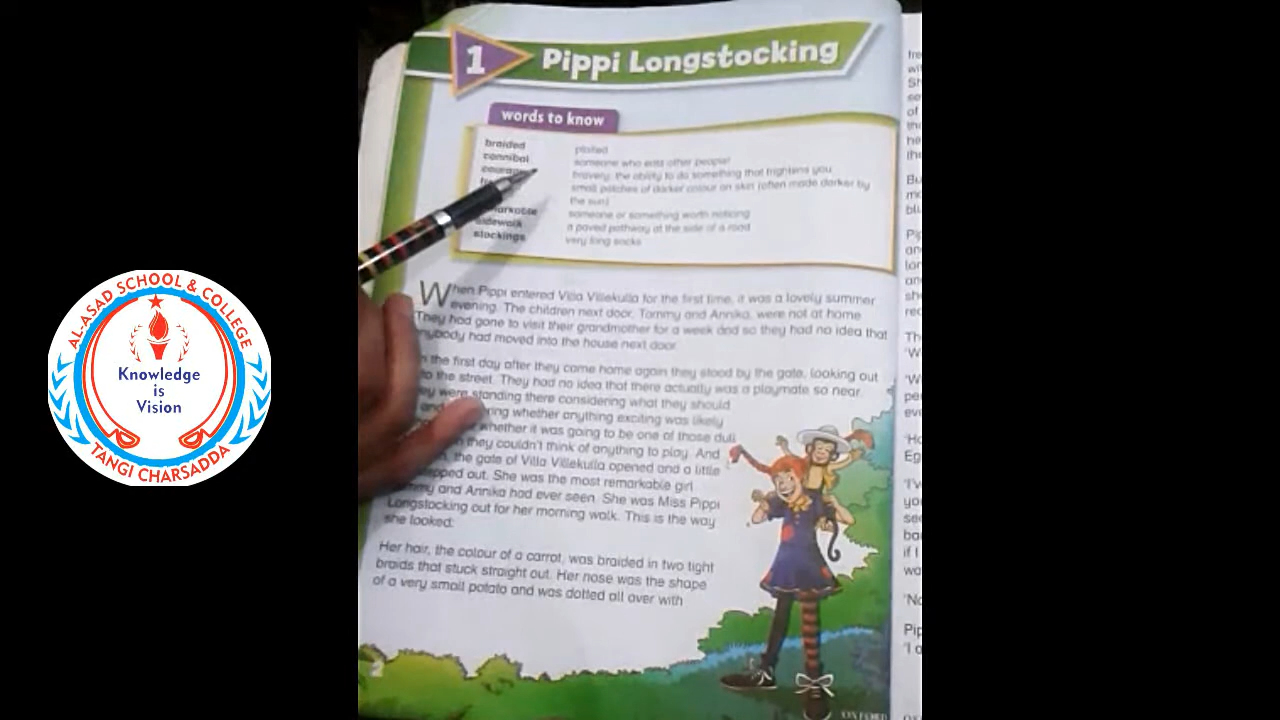 AL-ASAD SCHOOL & COLLEGE
Knowledge
is
Vision
TANGI CHARSADDA
1 Pippi Longstocking
words to know
braided plaited
cannibal someone who eats other people!
courage bravery; the ability to do something that frightens you
small patches of darker colour on skin (often made darker by
the sun)
arkable someone or something worth noticing
sidewalk a paved pathway at the side of a road
stockings very long socks
When Pippi entered Villa Villekulla for the first time, it was a lovely summer
evening. The children next door, Tommy and Annika, were not at home
They had gone to visit their grandmother for a week and so they had no idea that
nybody had moved into the house next door.
n the first day after they came home again they stood by the gate, looking out
to the street. They had no idea that there actually was a playmate so near.
ey were standing there considering what they should
and ring whether anything exciting was likely
whether it was going to be one of those dull
they couldn't think of anything to play. And
the gate of Villa Villekulla opened and a little
pped out. She was the most remarkable girl
mmy and Annika had ever seen. She was Miss Pippi
Longstocking out for her morning walk. This is the way
she looked:
Her hair, the colour of a carrot, was braided in two tight
braids that stuck straight out. Her nose was the shape
of a very small potato and was dotted all over with
2
OXFORD